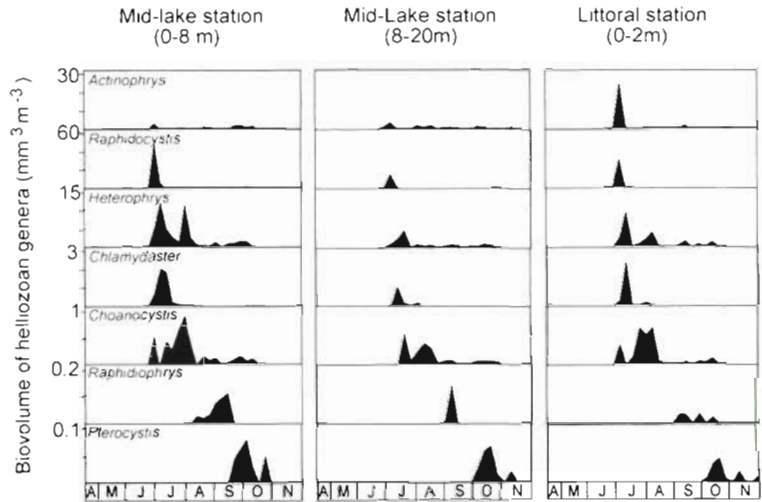 Mid-lake station
(0-8 m)
Mid-Lake station
(8-20m)
Littoral station
(0-2m)
Biovolume of helliozoan genera (mm³ m⁻³)
30
Actinophrys
60
Raphidocystis
15
Heterophrys
3
Chlamydaster
1
Choanocystis
0.2
Raphidiophrys
0.1
Pterocystis
A M J J A S O N
A M J J A S O N
A M J J A S O N